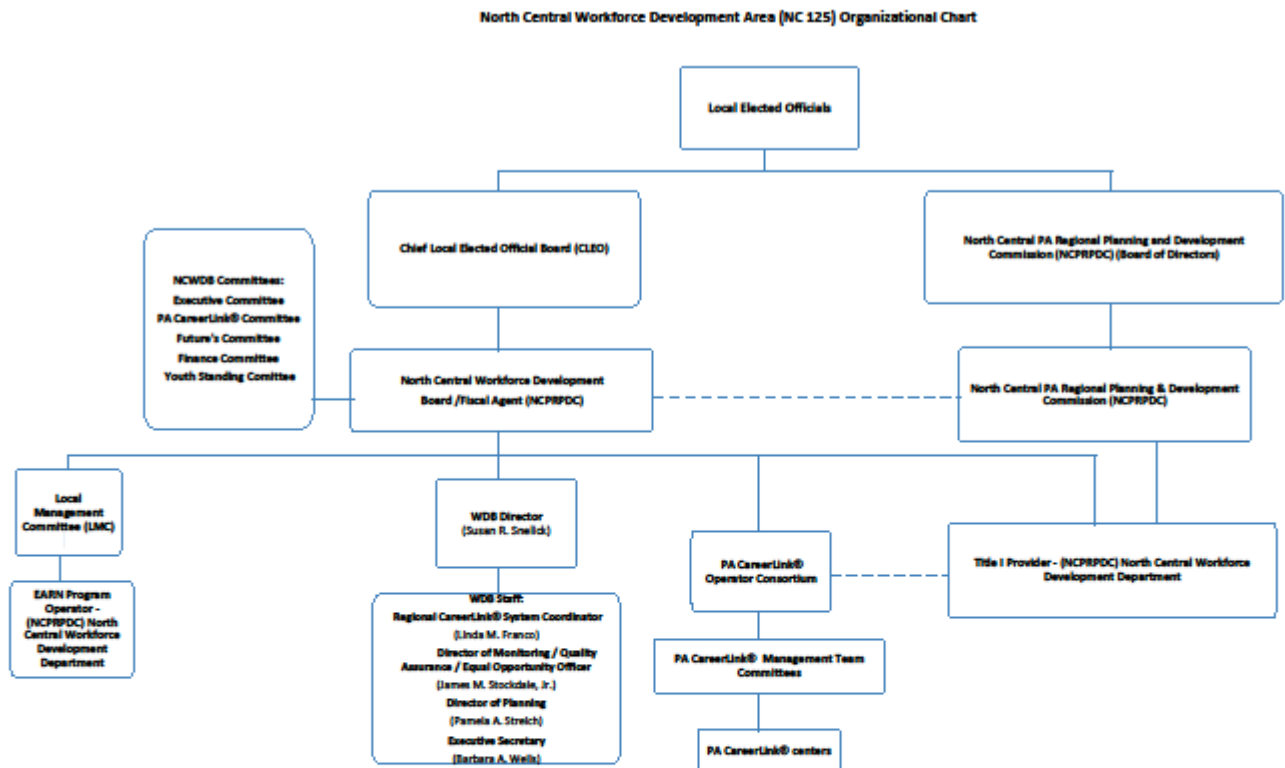 North Central Workforce Development Area (NC 125) Organizational Chart
Local Elected Officials
Chief Local Elected Official Board (CLEO)
North Central PA Regional Planning and Development
Commission (NCPRPDC) (Board of Directors)
NCWDB Committees:
Executive Committee
PA CareerLink® Committee
Future's Committee
Finance Committee
Youth Standing Comittee
North Central Workforce Development
Board /Fiscal Agent (NCPRPDC)
North Central PA Regional Planning & Development
Commission (NCPRPDC)
Local
Management
Committee (LMC)
WDB Director
(Susan R. Snelick)
PA CareerLink®
Operator Consortium
Title I Provider - (NCPRPDC) North Central Workforce
Development Department
EARN Program
Operator -
(NCPRPDC) North
Central Workforce
Development
Department
WDB Staff:
Regional CareerLink® System Coordinator
(Linda M. Franco)
Director of Monitoring / Quality
Assurance / Equal Opportunity Officer
(James M. Stockdale, Jr.)
Director of Planning
(Pamela A. Streich)
Executive Secretary
(Barbara A. Wells)
PA CareerLink® Management Team
Committees
PA CareerLink® centers